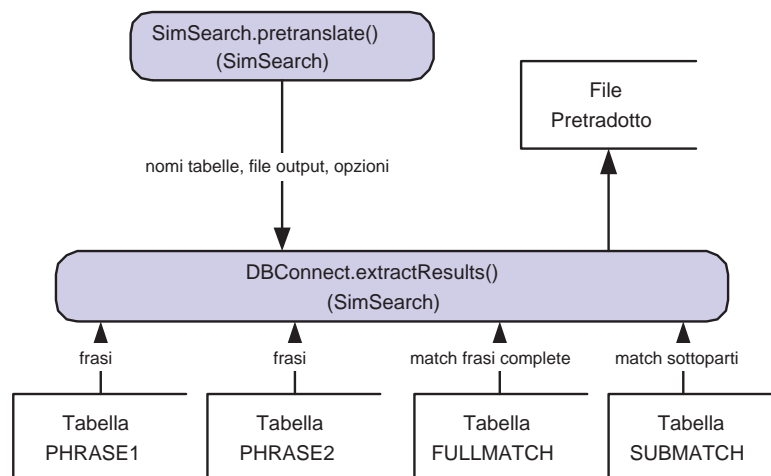 SimSearch.pretranslate()
(SimSearch)
File
Pretradotto
nomi tabelle, file output, opzioni
DBConnect.extractResults()
(SimSearch)
frasi
frasi
match frasi complete
match sottoparti
Tabella
PHRASE1
Tabella
PHRASE2
Tabella
FULLMATCH
Tabella
SUBMATCH